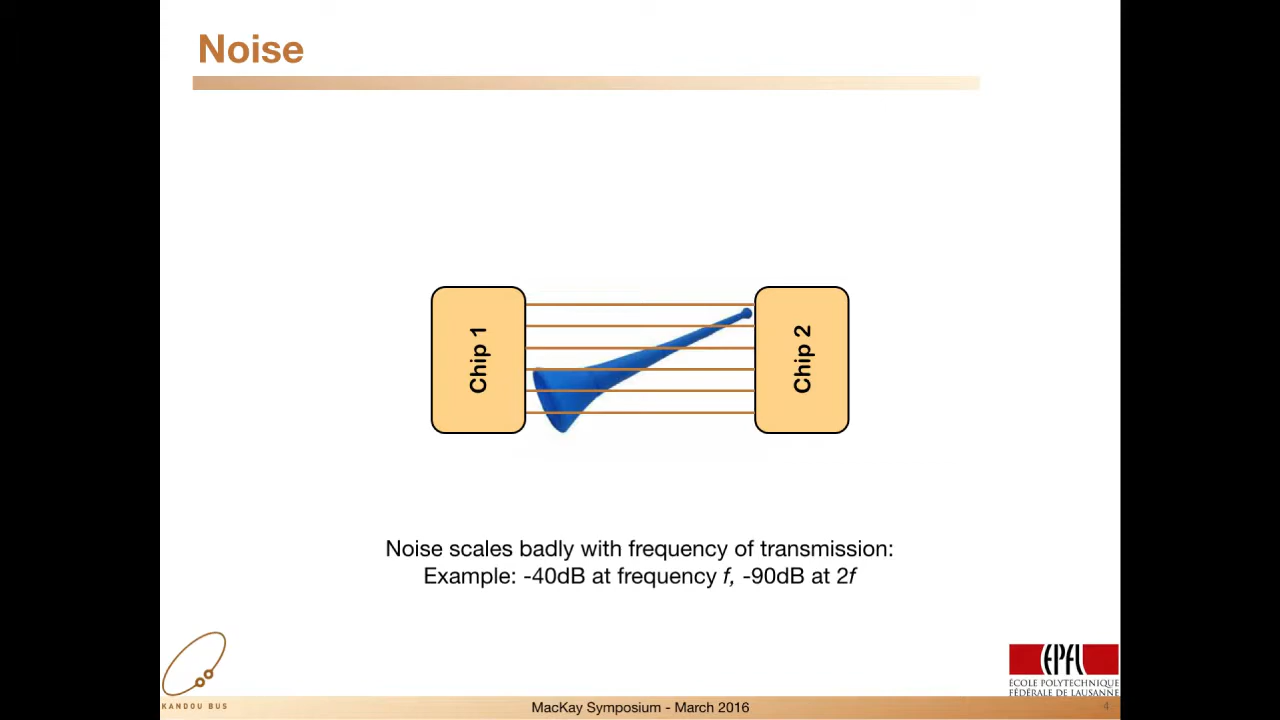 Noise
Chip 1
Chip 2
Noise scales badly with frequency of transmission:
Example: -40dB at frequency f, -90dB at 2f
KANDOU BUS
MacKay Symposium - March 2016
EPFL
ÉCOLE POLYTECHNIQUE
FÉDÉRALE DE LAUSANNE
4